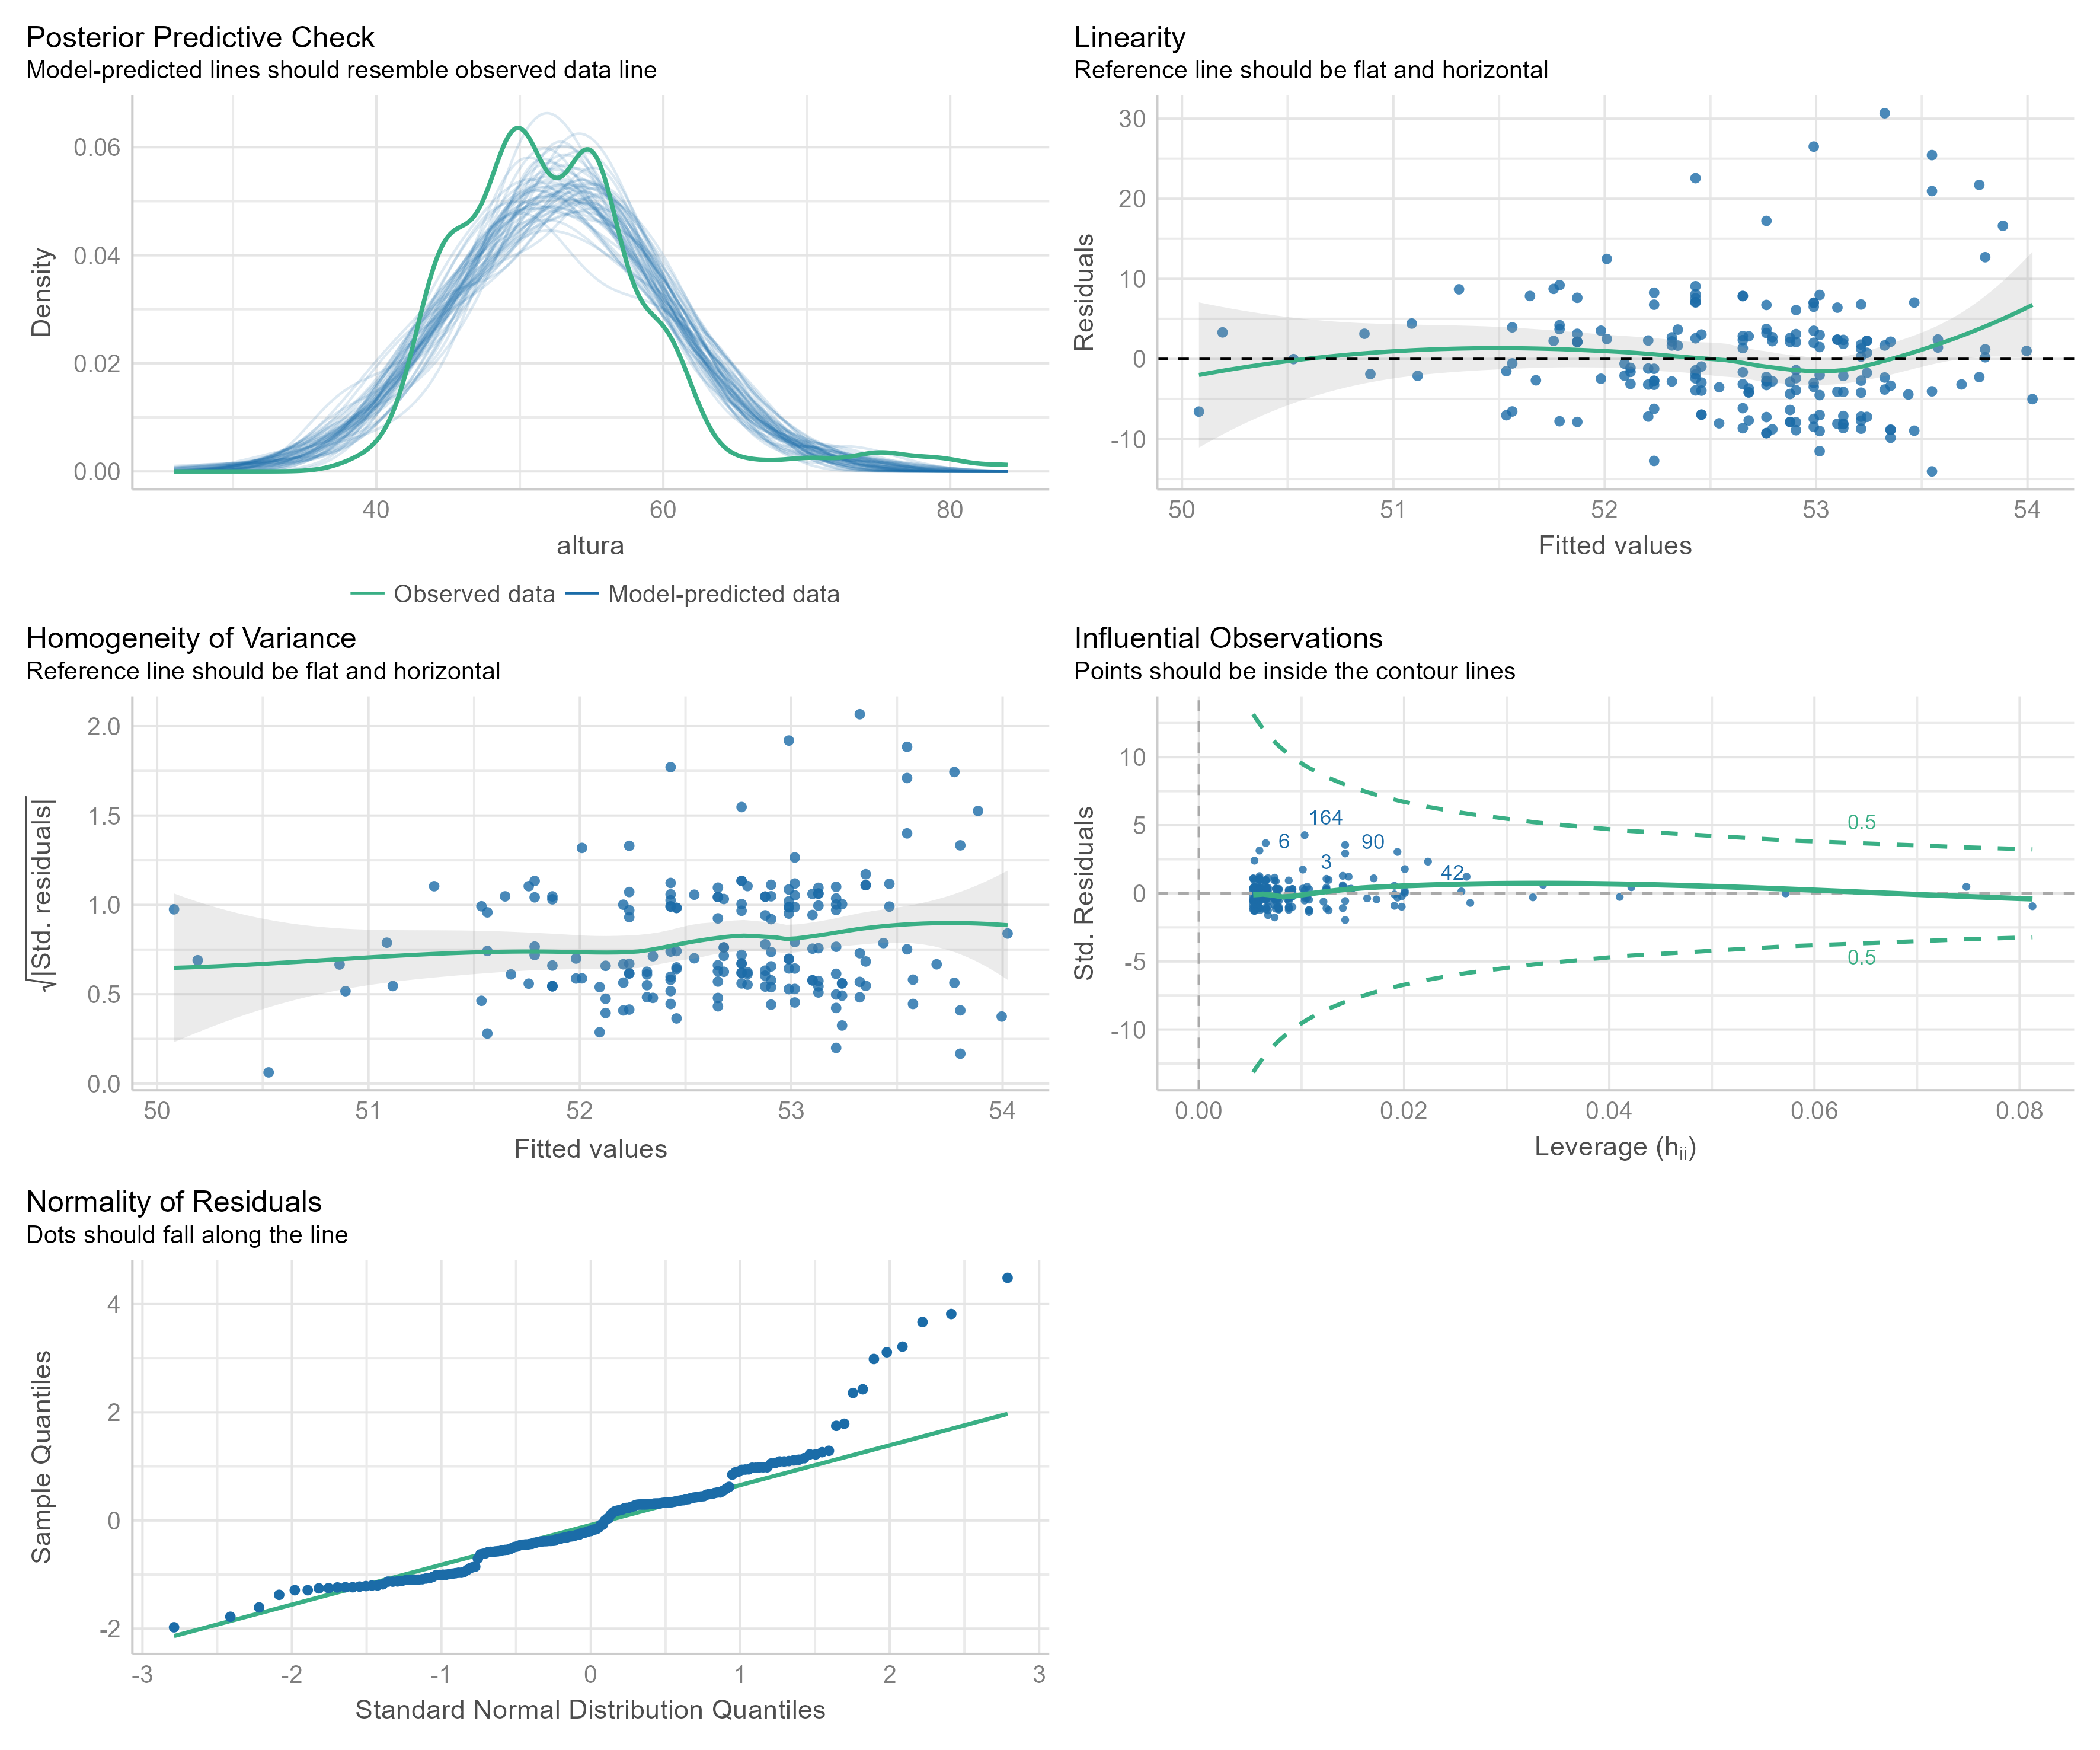 Posterior Predictive Check
Model-predicted lines should resemble observed data line
0.06
0.04
0.02
0.00
Density
40 60 80
altura
Observed data Model-predicted data
Linearity
Reference line should be flat and horizontal
30
20
10
0
-10
Residuals
50 51 52 53 54
Fitted values
Homogeneity of Variance
Reference line should be flat and horizontal
2.0
1.5
1.0
0.5
0.0
√|Std. residuals|
50 51 52 53 54
Fitted values
Influential Observations
Points should be inside the contour lines
10
5
0
-5
-10
Std. Residuals
164
6
90
3
42
0.5
0.5
0.00 0.02 0.04 0.06 0.08
Leverage (hᵢᵢ)
Normality of Residuals
Dots should fall along the line
4
2
0
-2
Sample Quantiles
-3 -2 -1 0 1 2 3
Standard Normal Distribution Quantiles